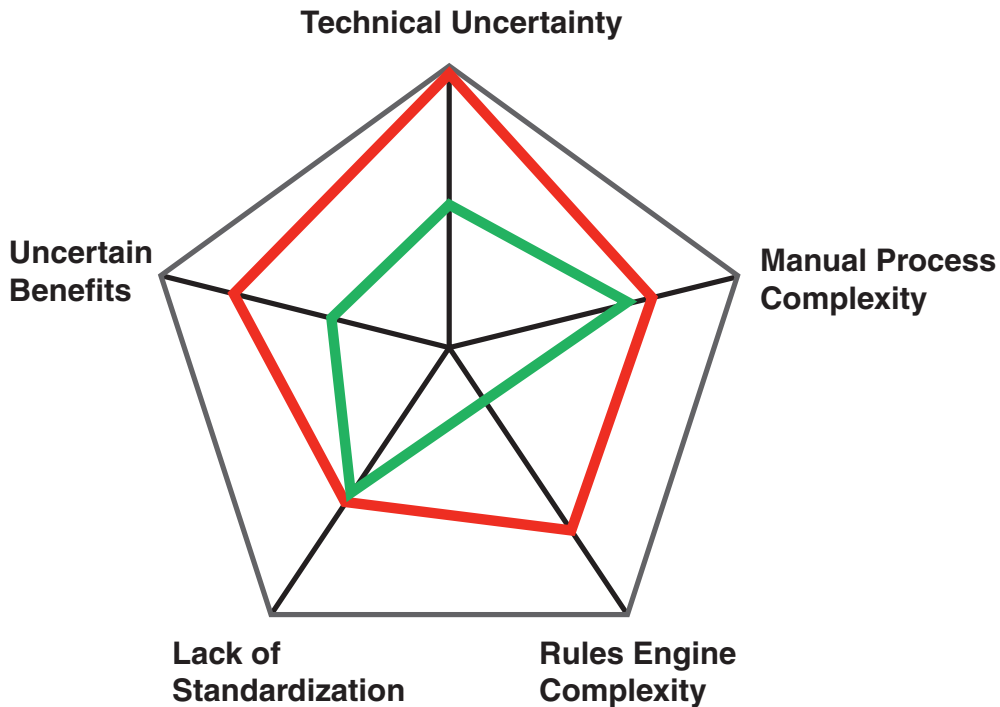 Technical Uncertainty
Uncertain
Benefits
Manual Process
Complexity
Lack of
Standardization
Rules Engine
Complexity